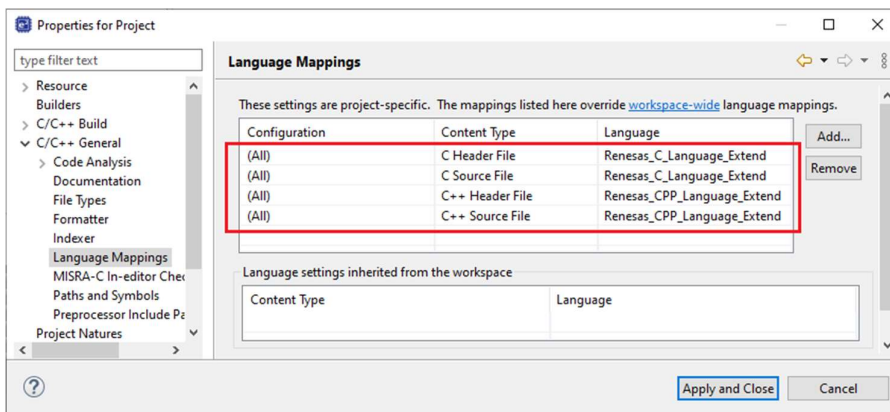 Properties for Project
type filter text
Language Mappings
Resource
Builders
C/C++ Build
C/C++ General
Code Analysis
Documentation
File Types
Formatter
Indexer
Language Mappings
MISRA-C In-editor Chec
Paths and Symbols
Preprocessor Include Pa
Project Natures
These settings are project-specific. The mappings listed here override workspace-wide language mappings.
Configuration Content Type Language
(All) C Header File Renesas_C_Language_Extend
(All) C Source File Renesas_C_Language_Extend
(All) C++ Header File Renesas_CPP_Language_Extend
(All) C++ Source File Renesas_CPP_Language_Extend
Add...
Remove
Language settings inherited from the workspace
Content Type Language
Apply and Close Cancel